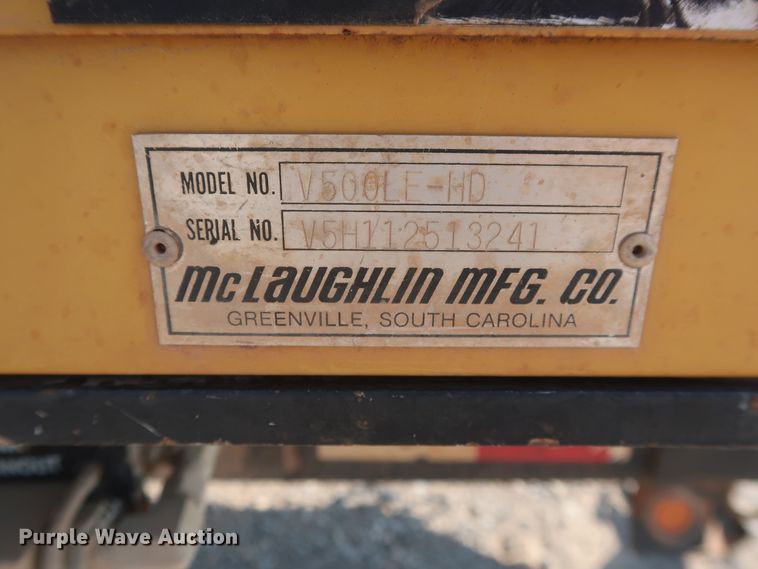 MODEL NO. V500LE-HD
SERIAL NO. V5H112513241
McLAUGHLIN MFG. CO.
GREENVILLE, SOUTH CAROLINA
Purple Wave Auction